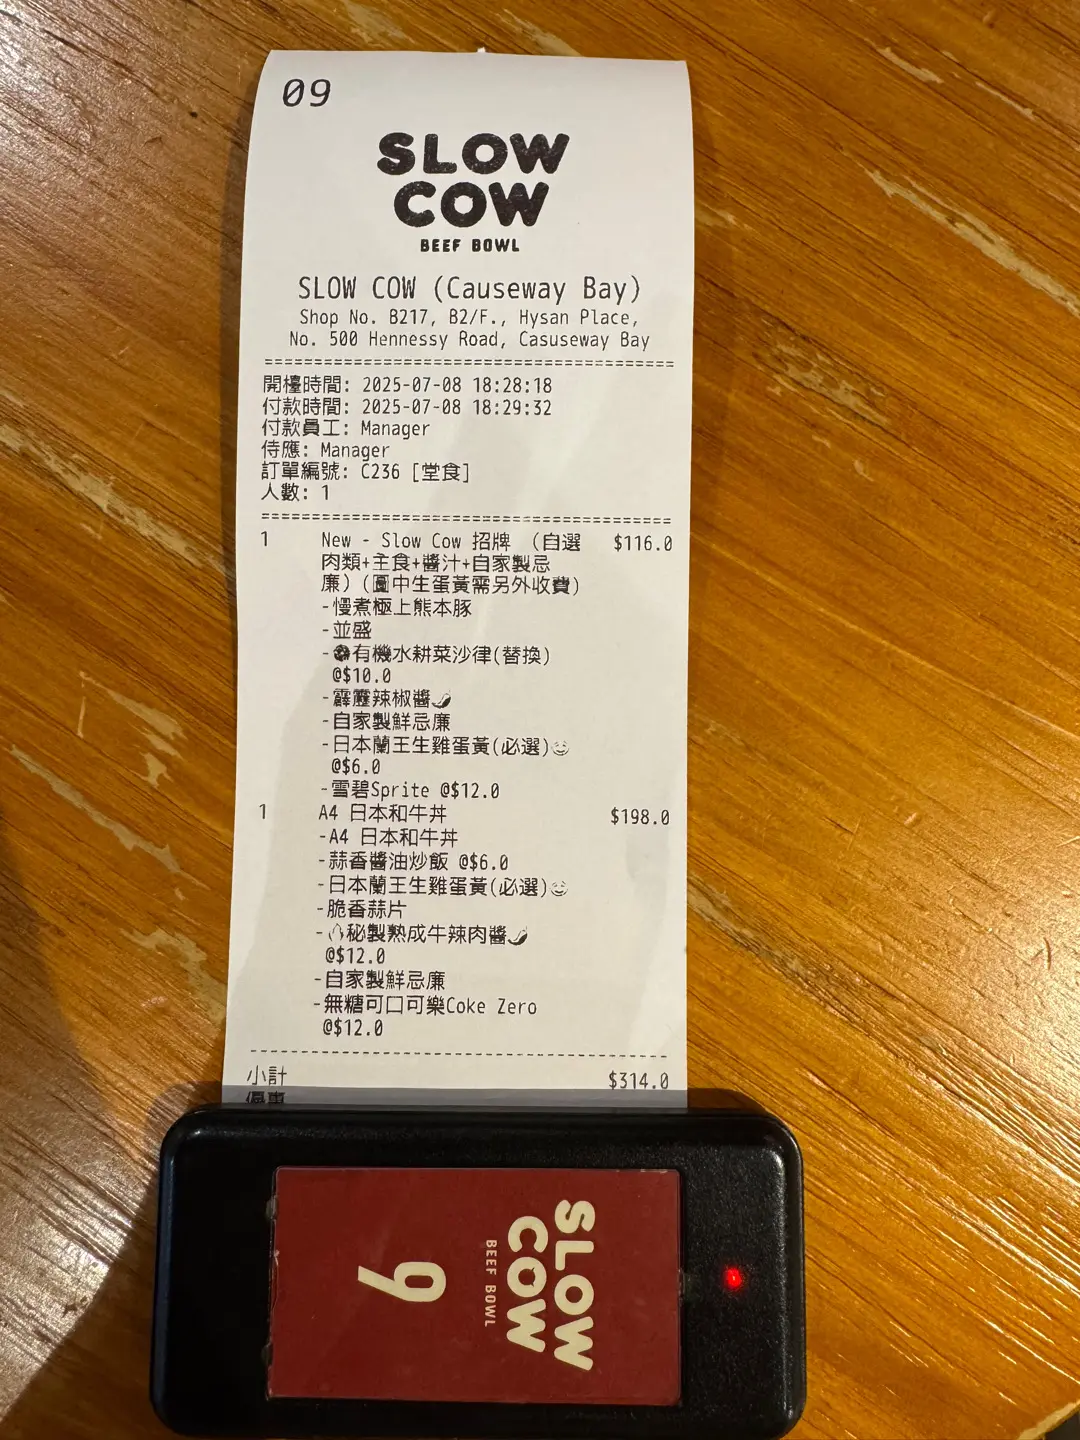 09
SLOW
COW
BEEF BOWL
SLOW COW (Causeway Bay)
Shop No. B217, B2/F., Hysan Place,
No. 500 Hennessy Road, Casuseway Bay
開檯時間: 2025-07-08 18:28:18
付款時間: 2025-07-08 18:29:32
付款員工: Manager
侍應: Manager
訂單編號: C236 [堂食]
人數: 1
1 New - Slow Cow 招牌 (自選 $116.0
肉類+主食+醬汁+自家製忌
廉)(圖中生蛋黃需另外收費)
-慢煮極上熊本豚
-並盛
-有機水耕菜沙律(替換)
@$10.0
-霹靂辣椒醬🌶
-自家製鮮忌廉
-日本蘭王生雞蛋黃(必選)😊
@$6.0
-雪碧Sprite @$12.0
1 A4 日本和牛丼 $198.0
-A4 日本和牛丼
-蒜香醬油炒飯 @$6.0
-日本蘭王生雞蛋黃(必選)😊
-脆香蒜片
-🔥秘製熟成牛辣肉醬🌶
@$12.0
-自家製鮮忌廉
-無糖可口可樂Coke Zero
@$12.0
小計 $314.0
優惠
SLOW
COW
BEEF BOWL
9